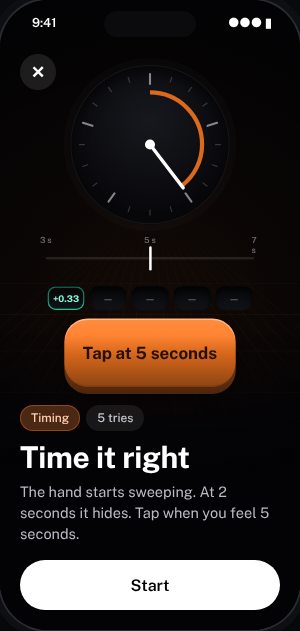 9:41
3 s
5 s
7
s
+0.33
–
–
–
–
Tap at 5 seconds
Timing
5 tries
Time it right
The hand starts sweeping. At 2
seconds it hides. Tap when you feel 5
seconds.
Start